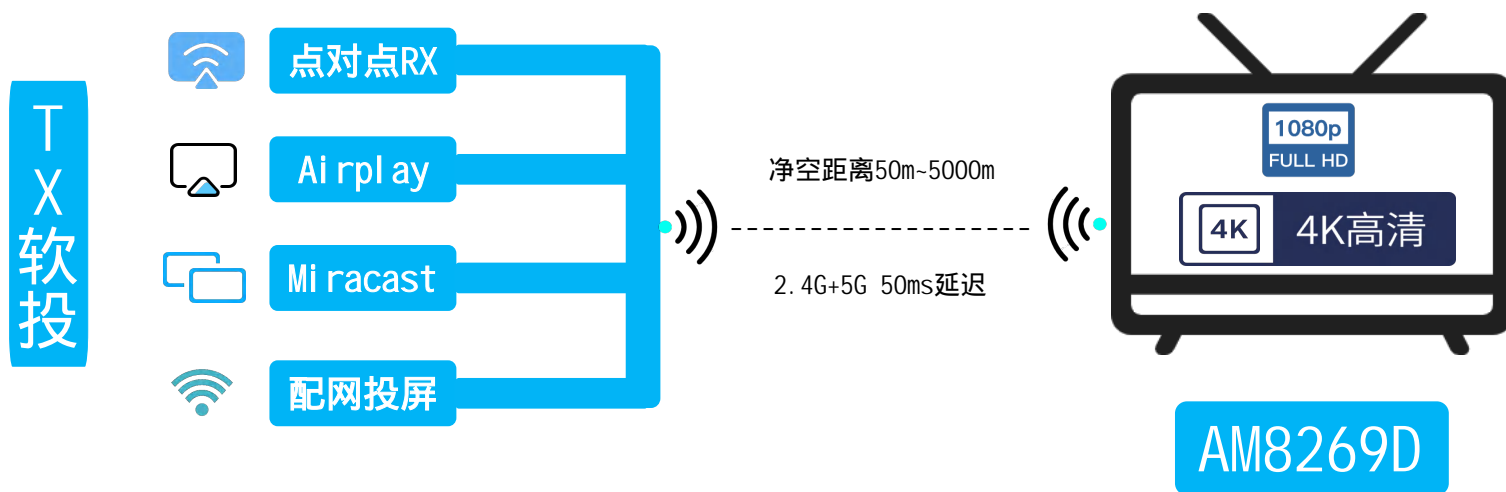 TX软投
点对点RX
Airplay
Miracast
配网投屏
净空距离50m~5000m
2.4G+5G 50ms延迟
1080p
FULL HD
4K
4K高清
AM8269D